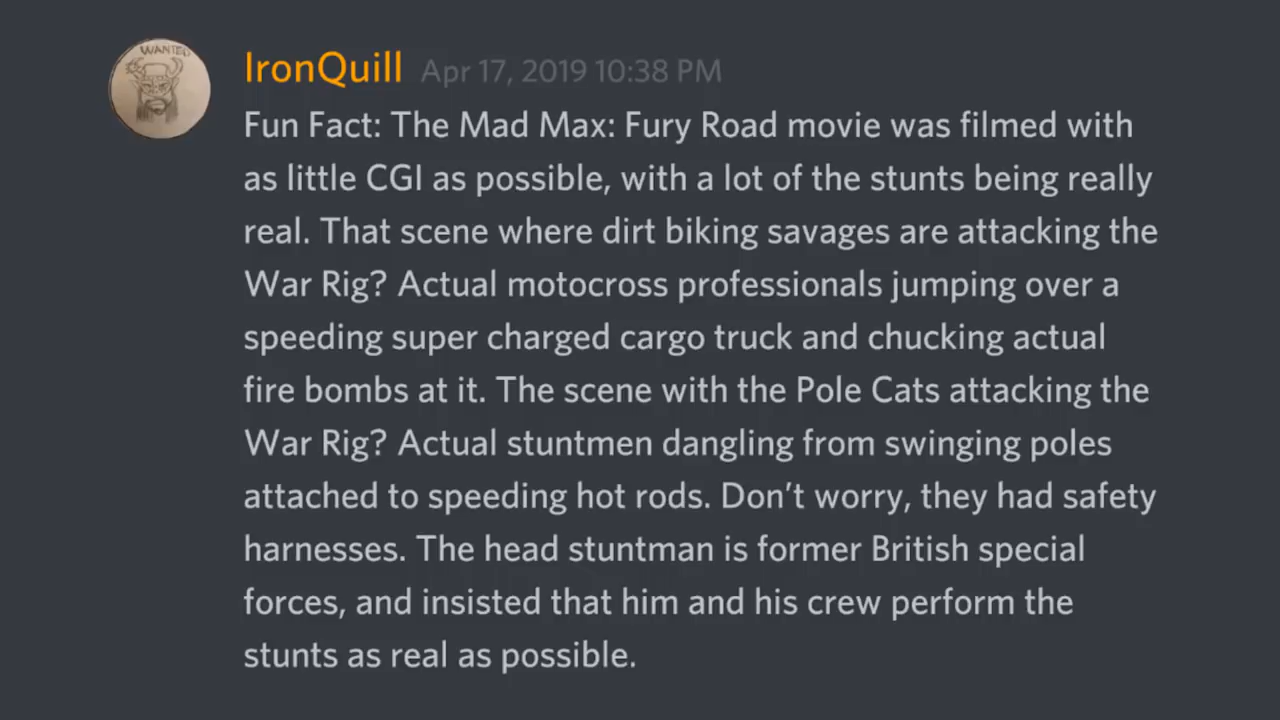 WANTED
IronQuill Apr 17, 2019 10:38 PM
Fun Fact: The Mad Max: Fury Road movie was filmed with
as little CGI as possible, with a lot of the stunts being really
real. That scene where dirt biking savages are attacking the
War Rig? Actual motocross professionals jumping over a
speeding super charged cargo truck and chucking actual
fire bombs at it. The scene with the Pole Cats attacking the
War Rig? Actual stuntmen dangling from swinging poles
attached to speeding hot rods. Don’t worry, they had safety
harnesses. The head stuntman is former British special
forces, and insisted that him and his crew perform the
stunts as real as possible.